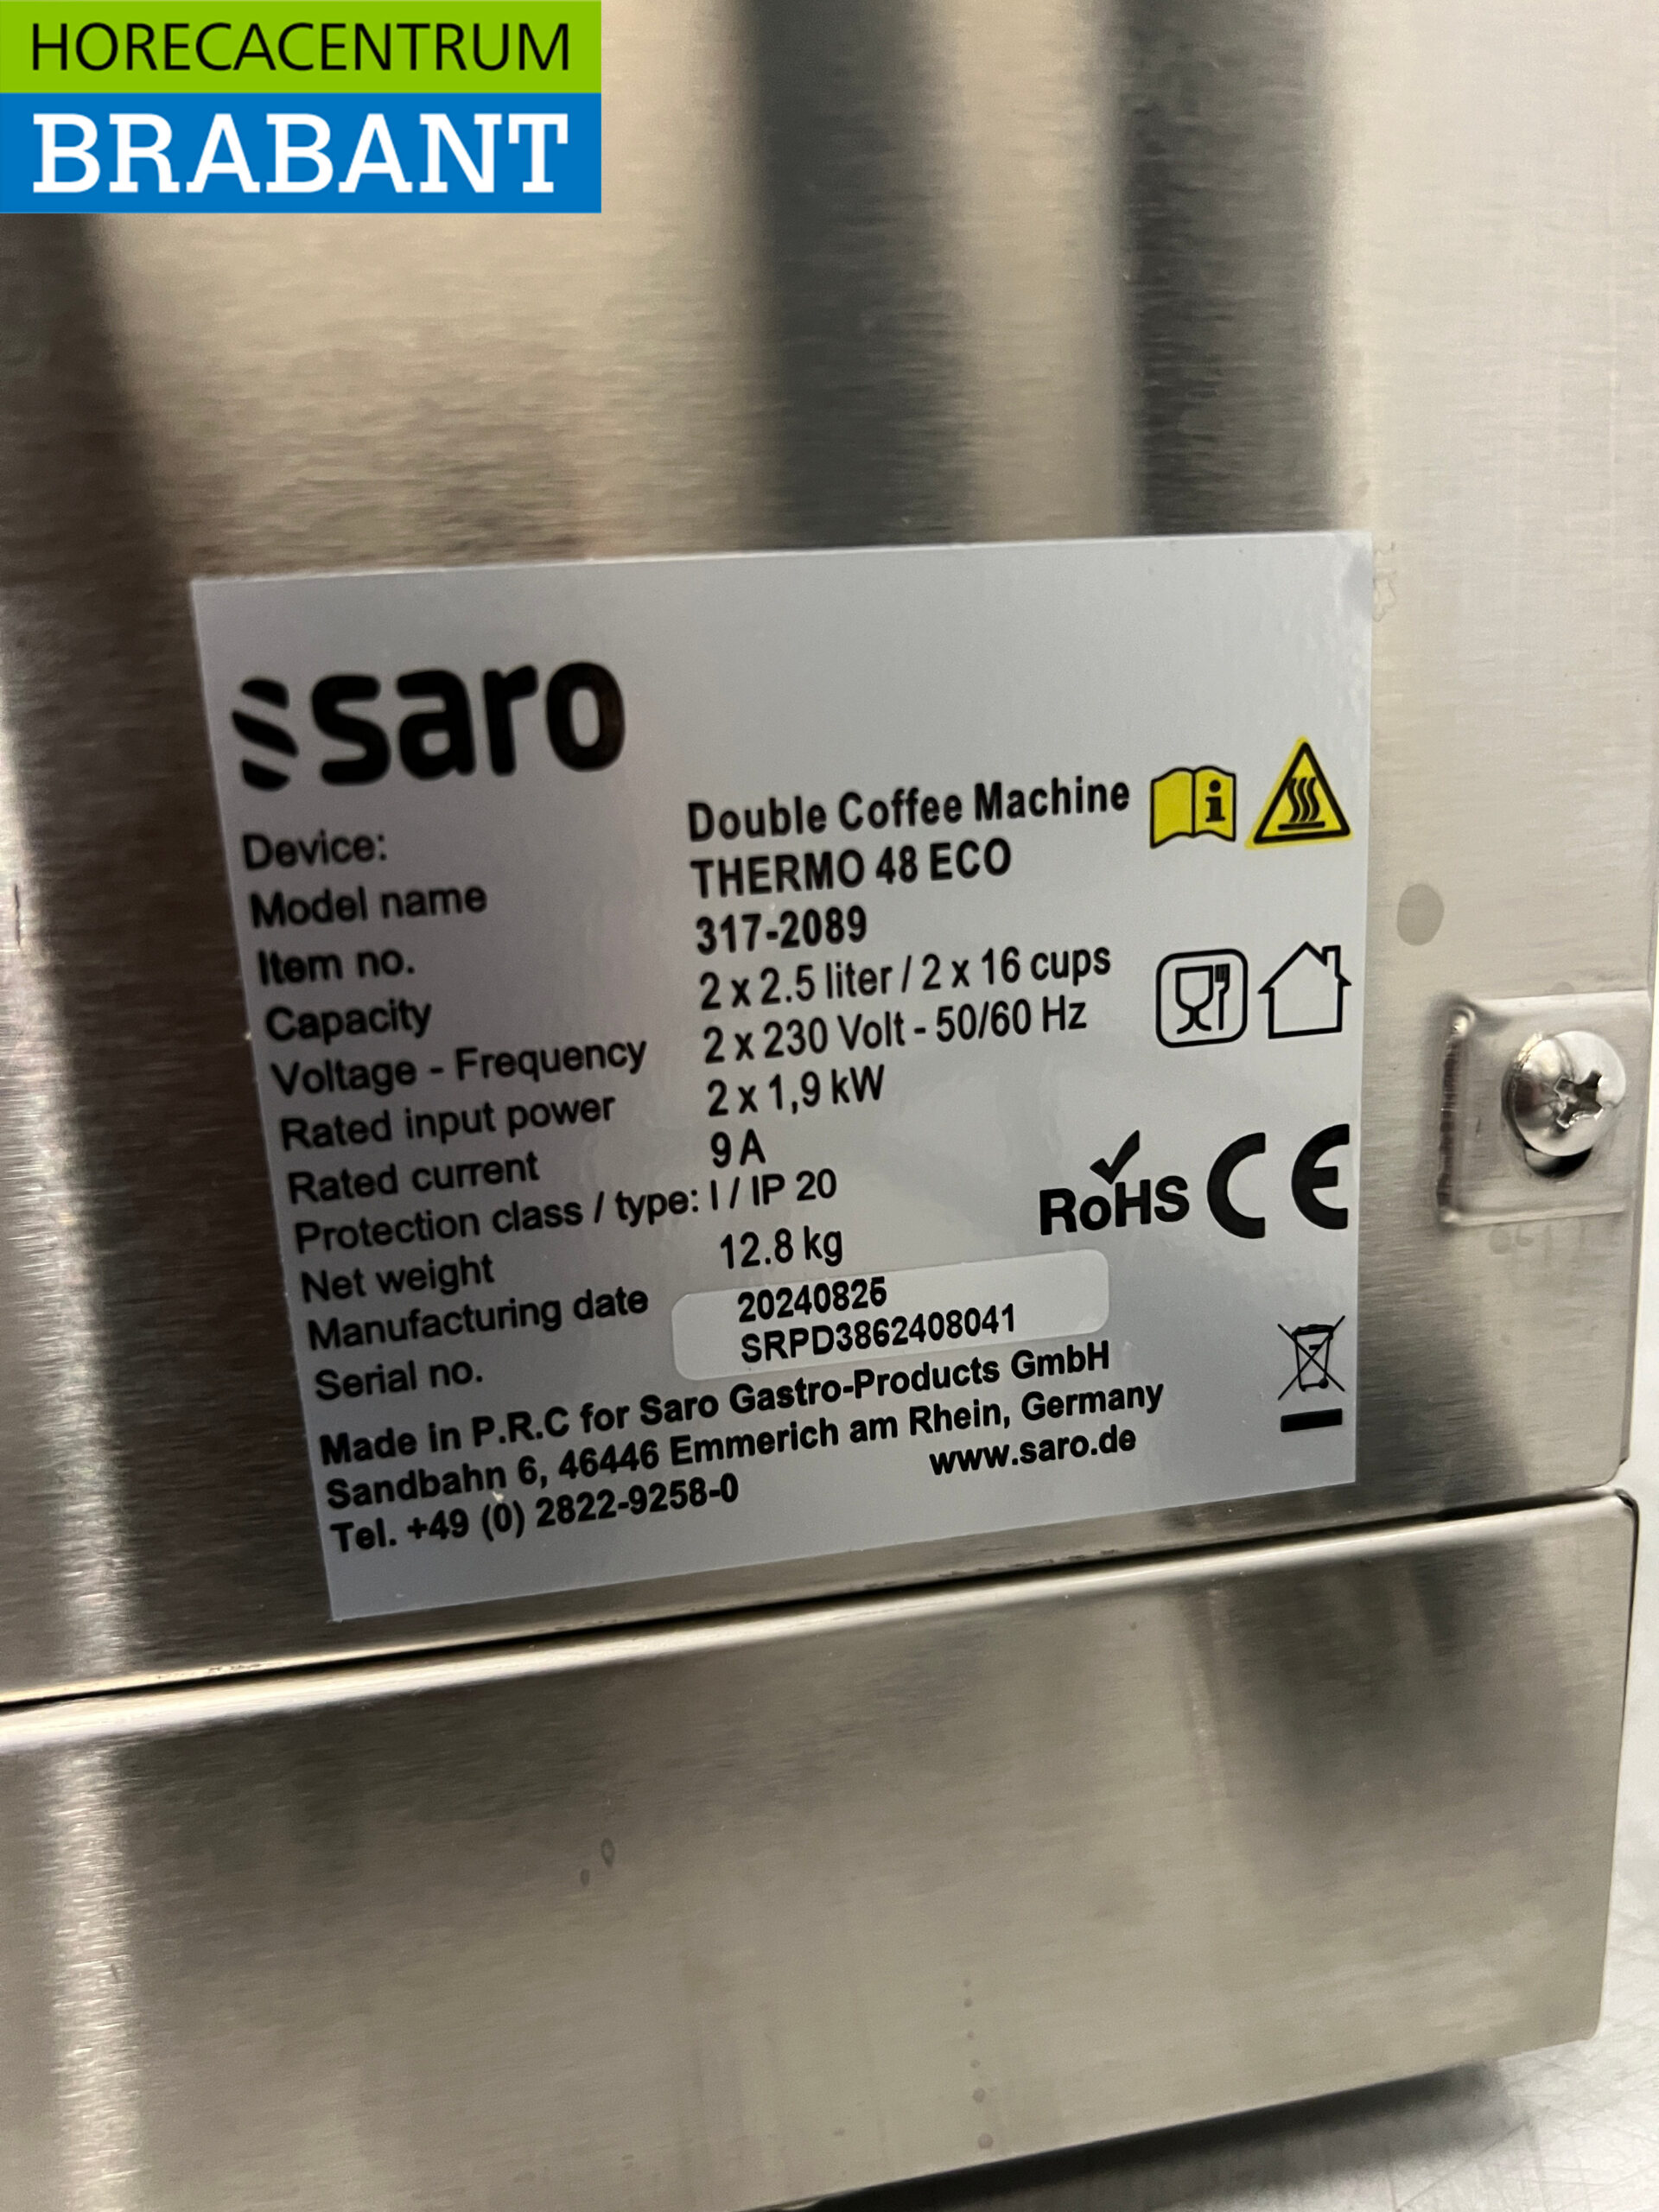 HORECACENTRUM
BRABANT
saro
Device: Double Coffee Machine
Model name THERMO 48 ECO
Item no. 317-2089
Capacity 2 x 2.5 liter / 2 x 16 cups
Voltage - Frequency 2 x 230 Volt - 50/60 Hz
Rated input power 2 x 1,9 kW
Rated current 9 A
Protection class / type: I / IP 20
Net weight 12.8 kg
Manufacturing date 20240826
Serial no. SRPD3862408041
RoHS CE
Made in P.R.C for Saro Gastro-Products GmbH
Sandbahn 6, 46446 Emmerich am Rhein, Germany
Tel. +49 (0) 2822-9258-0 www.saro.de